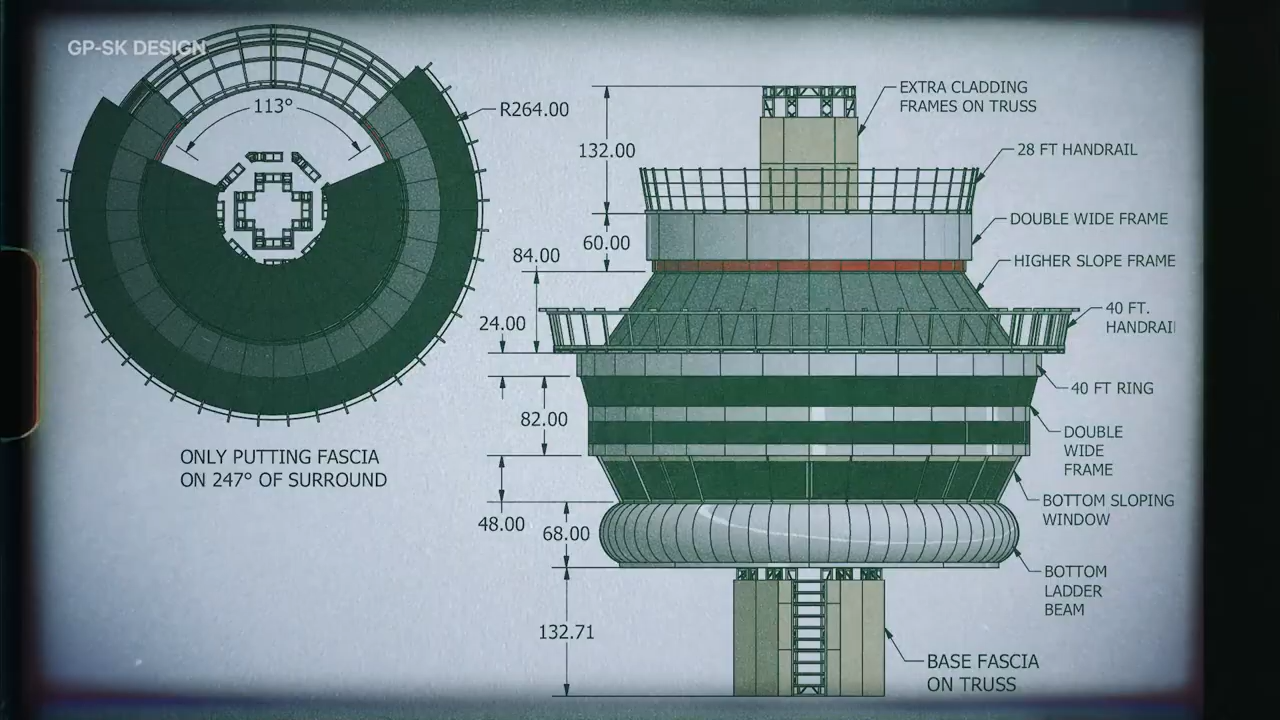 GP-SK DESIGN
113°
R264.00
ONLY PUTTING FASCIA
ON 247° OF SURROUND
132.00
60.00
84.00
24.00
82.00
48.00
68.00
132.71
EXTRA CLADDING
FRAMES ON TRUSS
28 FT HANDRAIL
DOUBLE WIDE FRAME
HIGHER SLOPE FRAME
40 FT.
HANDRAI
40 FT RING
DOUBLE
WIDE
FRAME
BOTTOM SLOPING
WINDOW
BOTTOM
LADDER
BEAM
BASE FASCIA
ON TRUSS